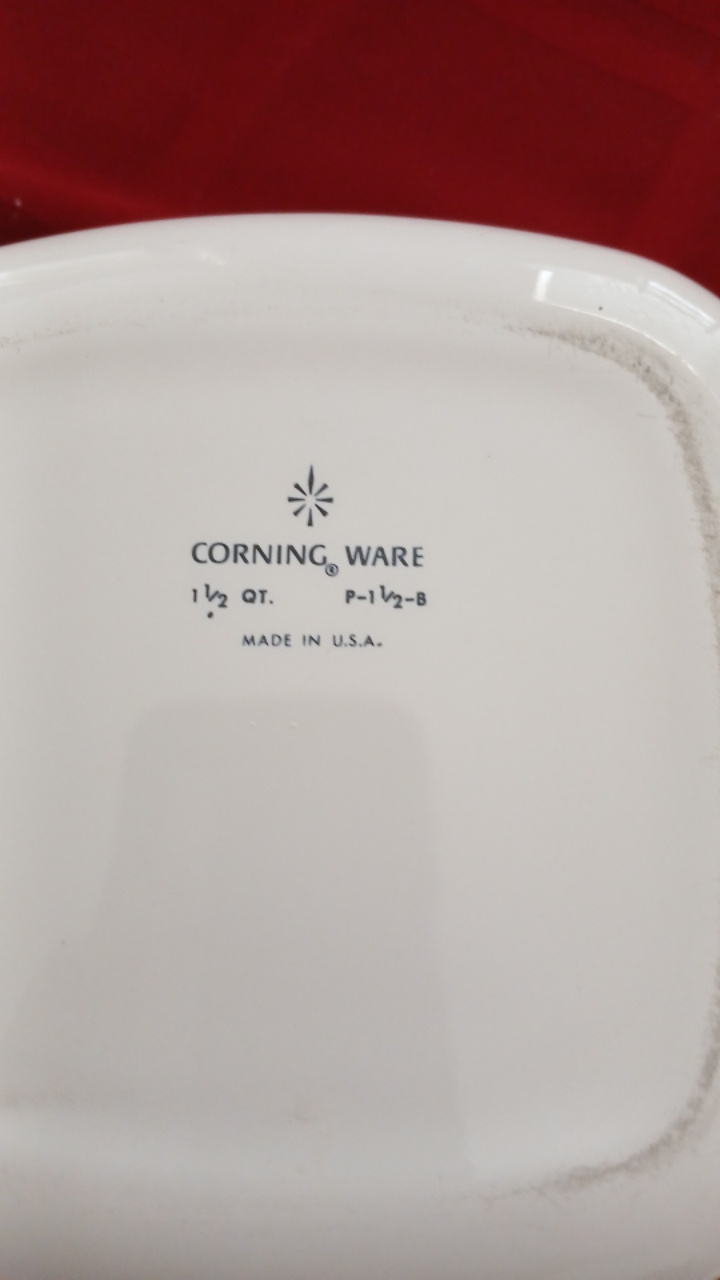 CORNING® WARE
1½ QT. P-1½-B
MADE IN U.S.A.